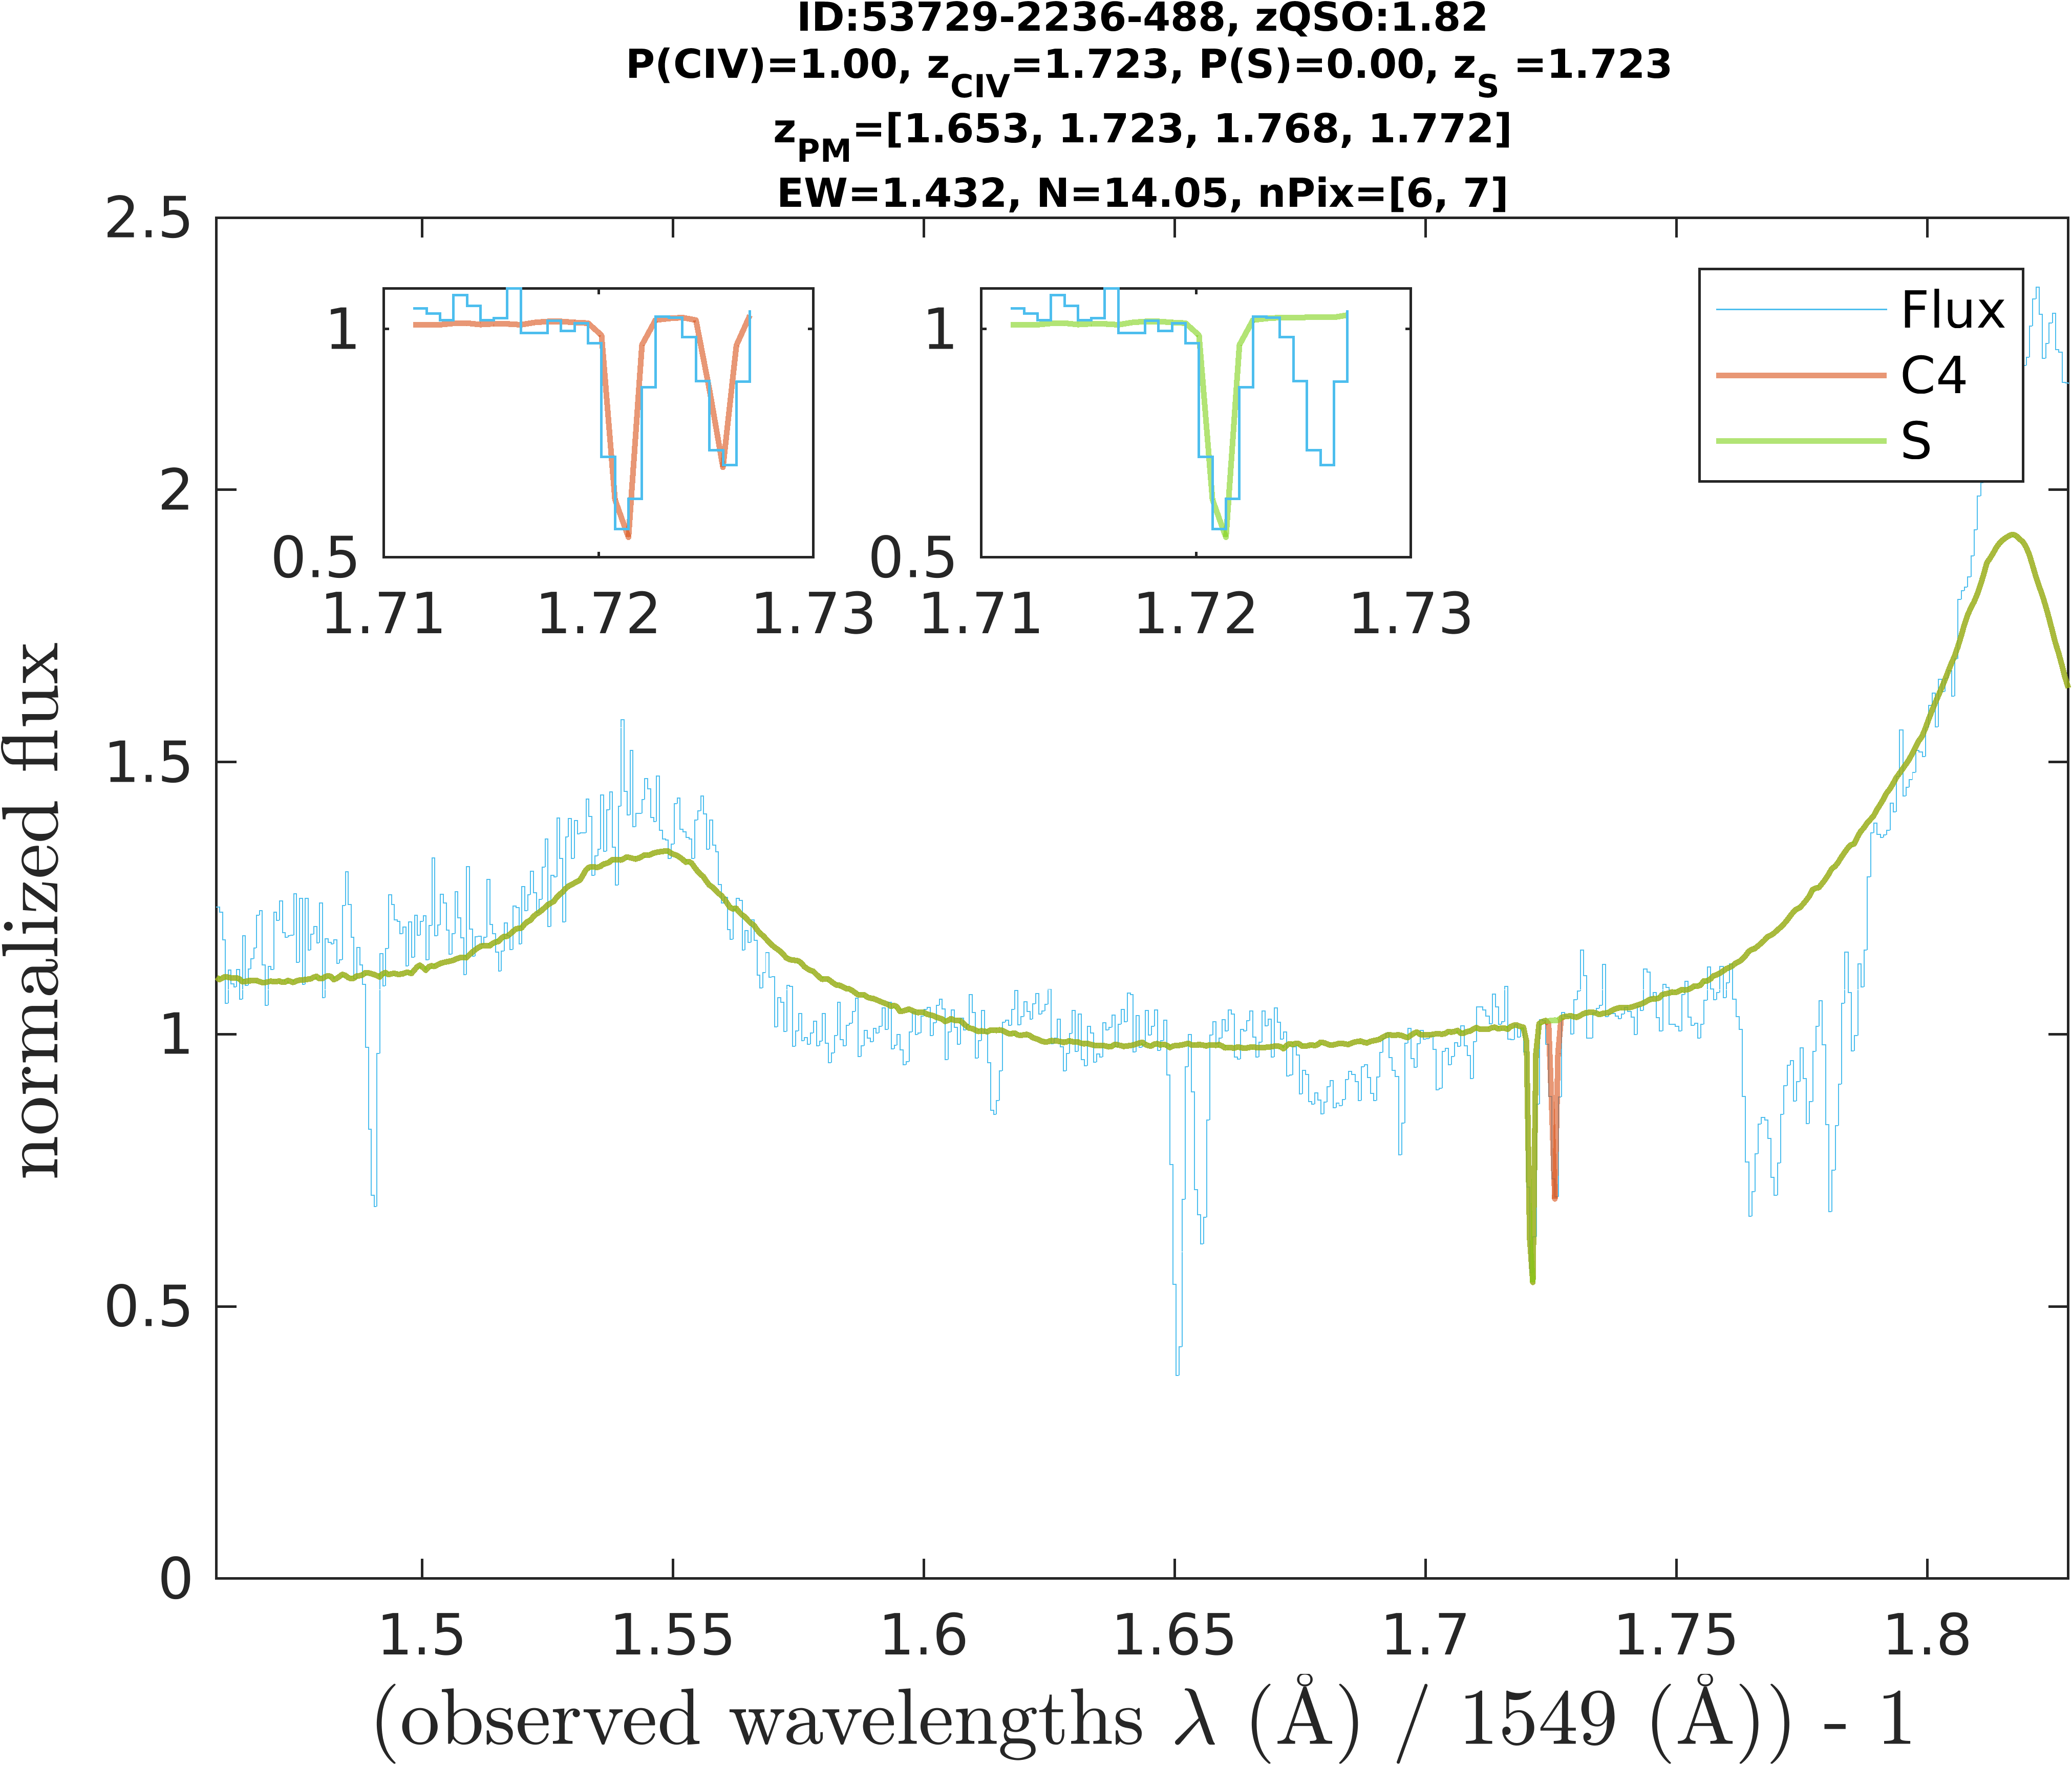 ID:53729-2236-488, zQSO:1.82
P(CIV)=1.00, zCIV=1.723, P(S)=0.00, zS =1.723
zPM=[1.653, 1.723, 1.768, 1.772]
EW=1.432, N=14.05, nPix=[6, 7]
2.5
2
1.5
1
0.5
0
normalized flux
1
0.5
1.71
1.72
1.73
1
0.5
1.71
1.72
1.73
Flux
C4
S
1.5
1.55
1.6
1.65
1.7
1.75
1.8
(observed wavelengths λ (Å) / 1549 (Å)) - 1